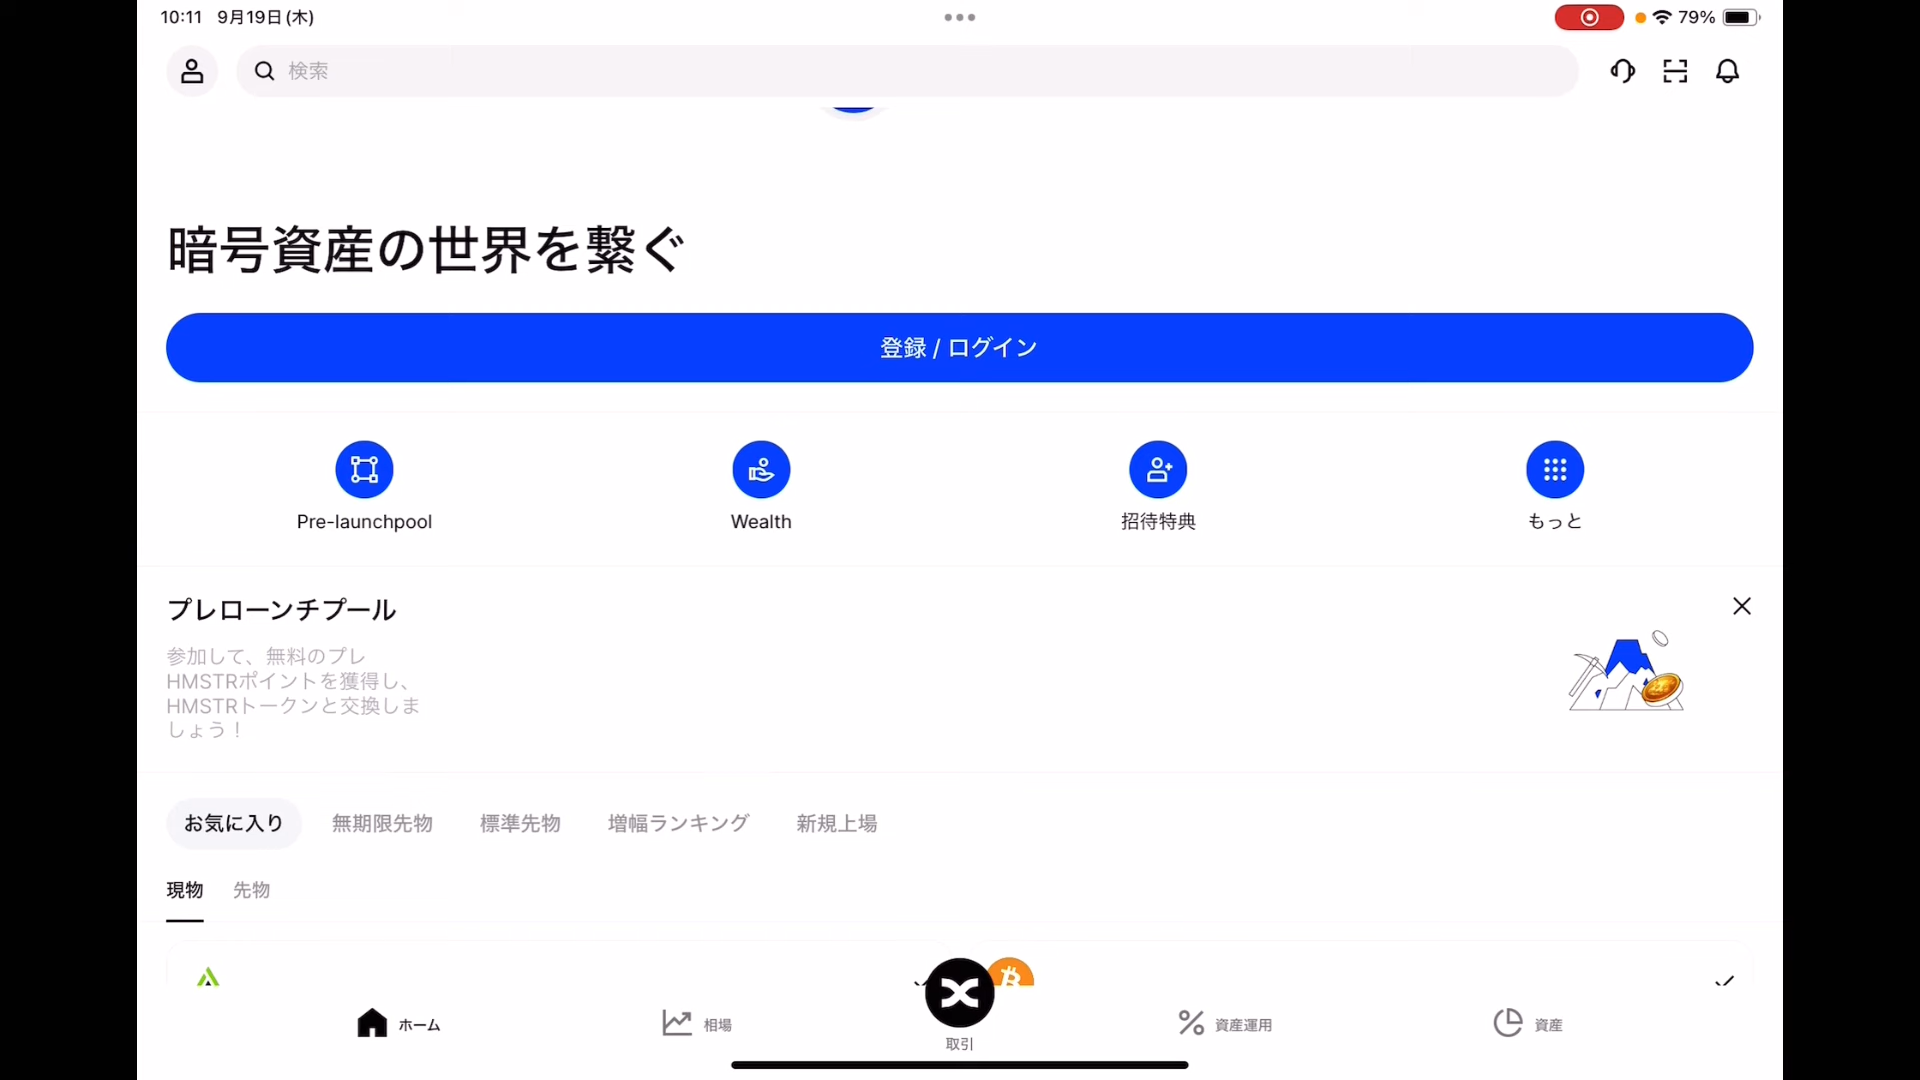 10:11 9月19日(木)
79%
検索
暗号資産の世界を繋ぐ
登録 / ログイン
Pre-launchpool
Wealth
招待特典
もっと
プレローンチプール
参加して、無料のプレ
HMSTRポイントを獲得し、
HMSTRトークンと交換しま
しょう！
お気に入り 無期限先物 標準先物 増幅ランキング 新規上場
現物 先物
ホーム
相場
取引
資産運用
資産